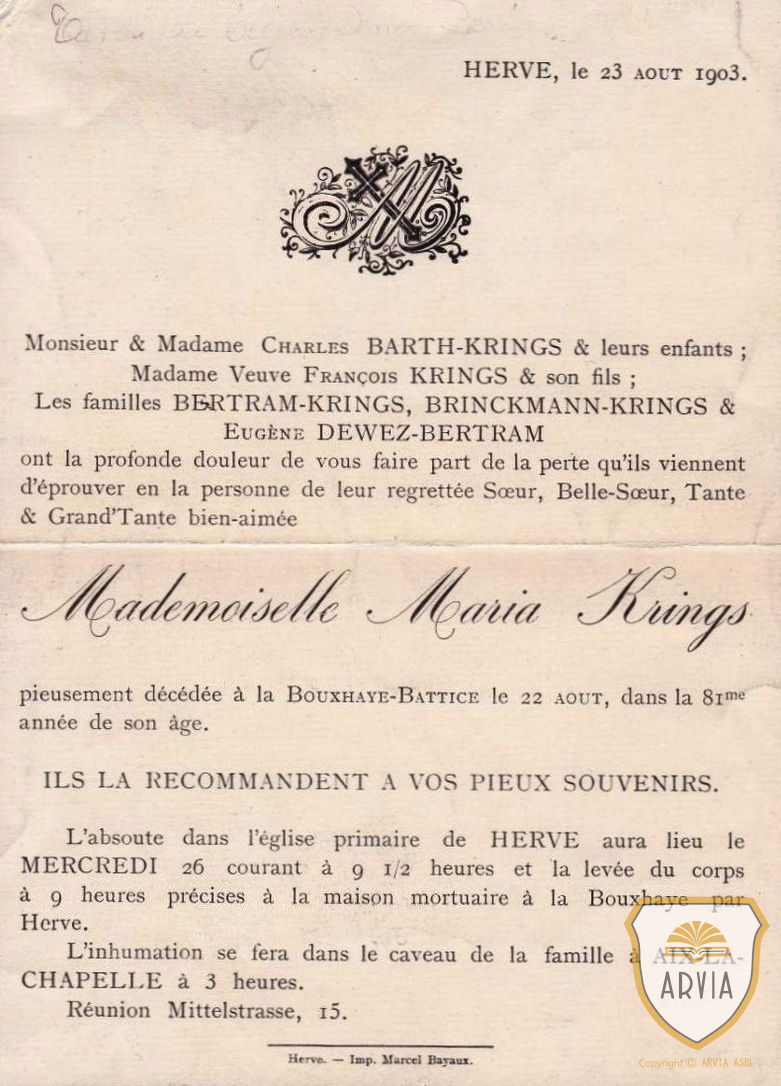 HERVE, le 23 AOUT 1903.
M
Monsieur & Madame CHARLES BARTH-KRINGS & leurs enfants ;
Madame Veuve FRANÇOIS KRINGS & son fils ;
Les familles BERTRAM-KRINGS, BRINCKMANN-KRINGS &
EUGÈNE DEWEZ-BERTRAM
ont la profonde douleur de vous faire part de la perte qu'ils viennent
d'éprouver en la personne de leur regrettée Sœur, Belle-Sœur, Tante
& Grand'Tante bien-aimée
Mademoiselle Maria Krings
pieusement décédée à la BOUXHAYE-BATTICE le 22 AOUT, dans la 81me
année de son âge.
ILS LA RECOMMANDENT A VOS PIEUX SOUVENIRS.
L'absoute dans l'église primaire de HERVE aura lieu le
MERCREDI 26 courant à 9 1/2 heures et la levée du corps
à 9 heures précises à la maison mortuaire à la Bouxhaye par
Herve.
L'inhumation se fera dans le caveau de la famille à AIX-LA-
CHAPELLE à 3 heures.
Réunion Mittelstrasse, 15.
Herve. — Imp. Marcel Bayaux.
ARVIA
Copyright © ARVIA ASBL